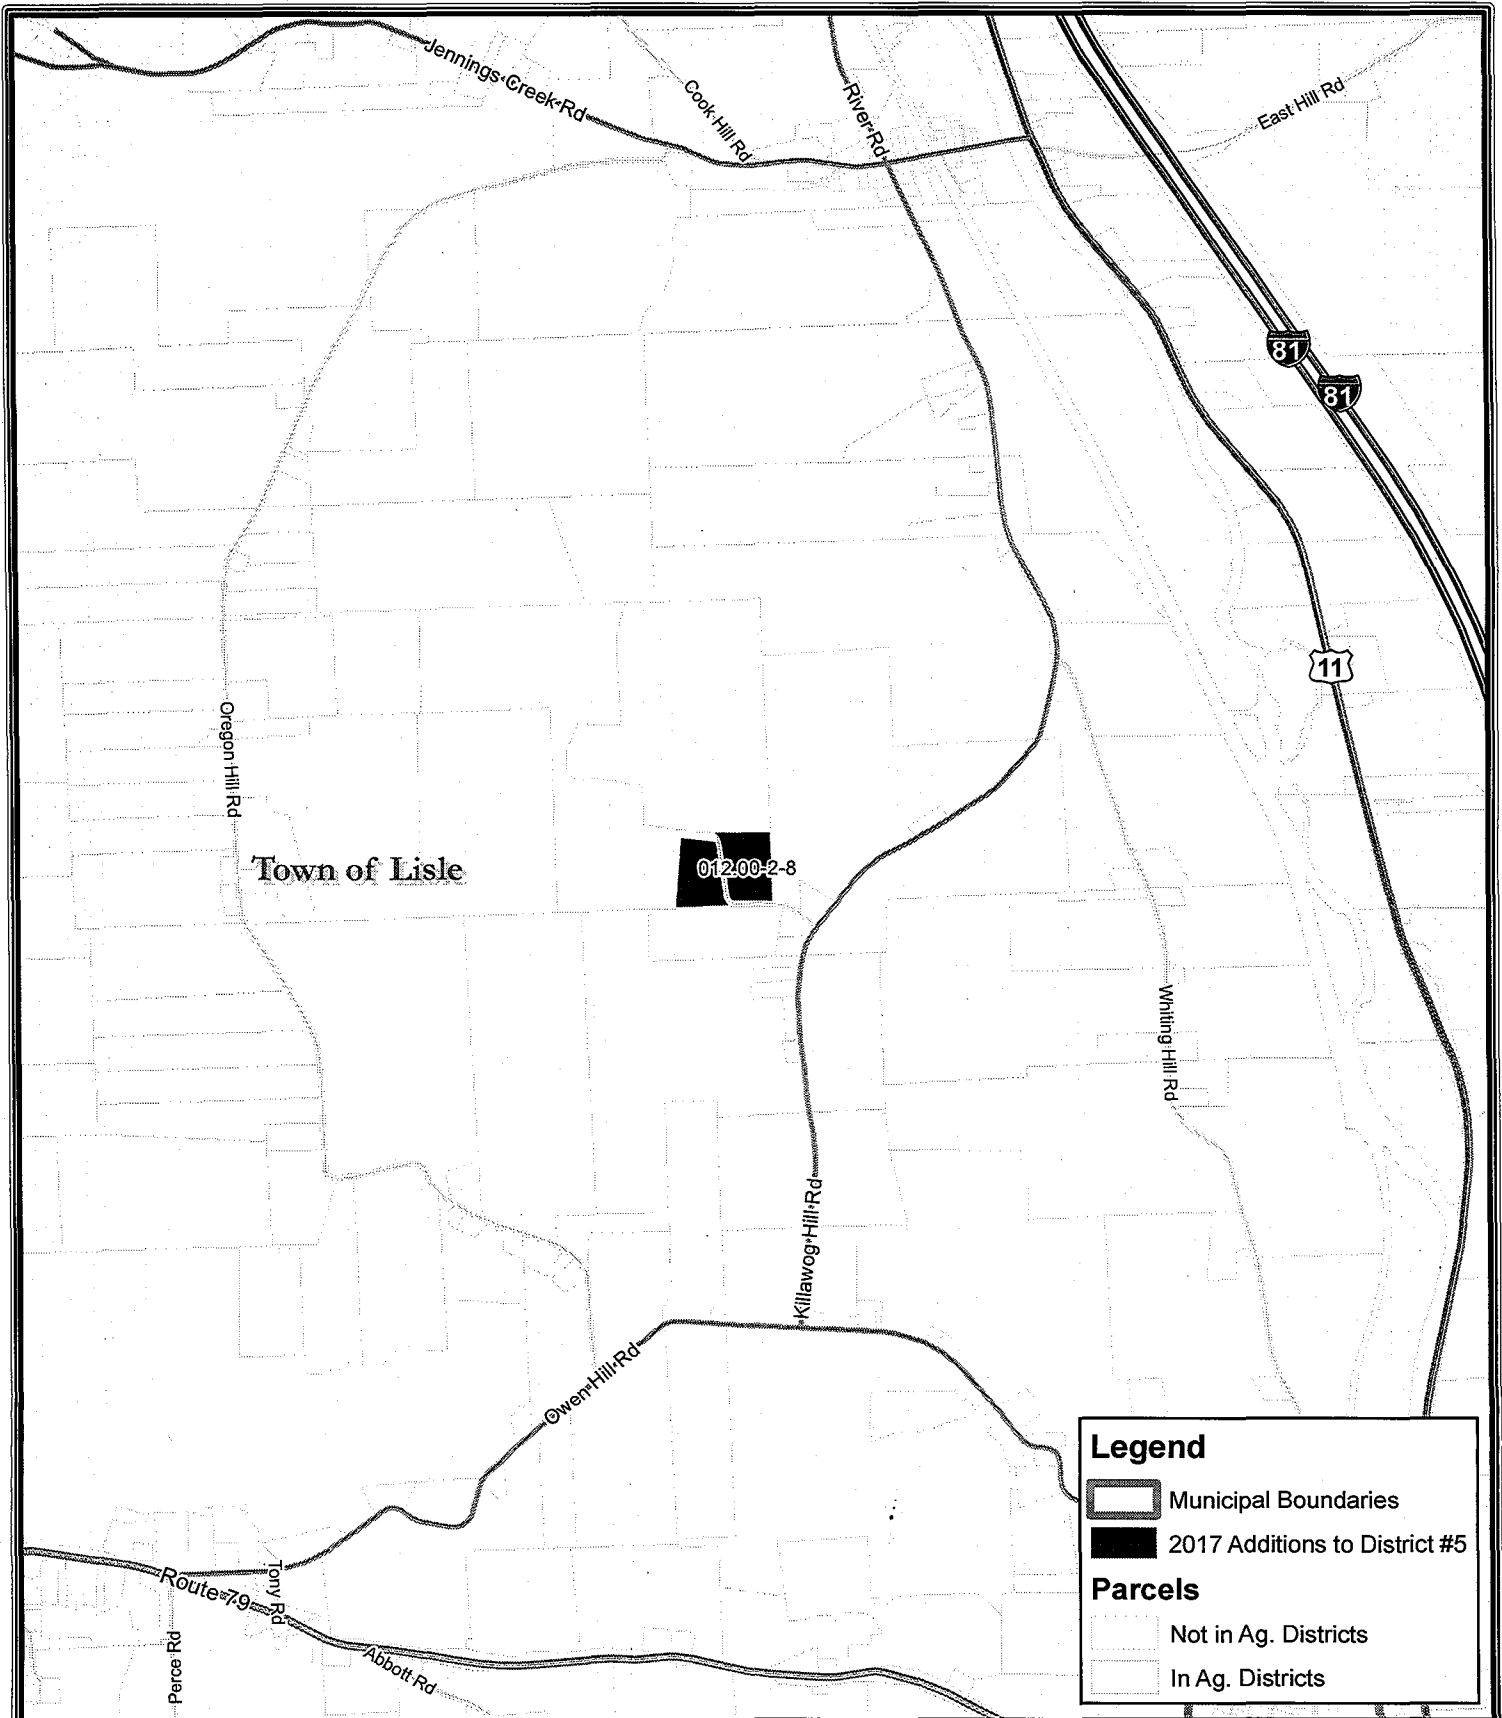 Jennings Creek Rd
Cook Hill Rd
River Rd
East Hill Rd
81
81
11
Oregon Hill Rd
Town of Lisle
012.00-2-8
Whiting Hill Rd
Killawog Hill Rd
Owen Hill Rd
Legend
Municipal Boundaries
2017 Additions to District #5
Parcels
Not in Ag. Districts
In Ag. Districts
Route 79
Tony Rd
Perce Rd
Abbott Rd